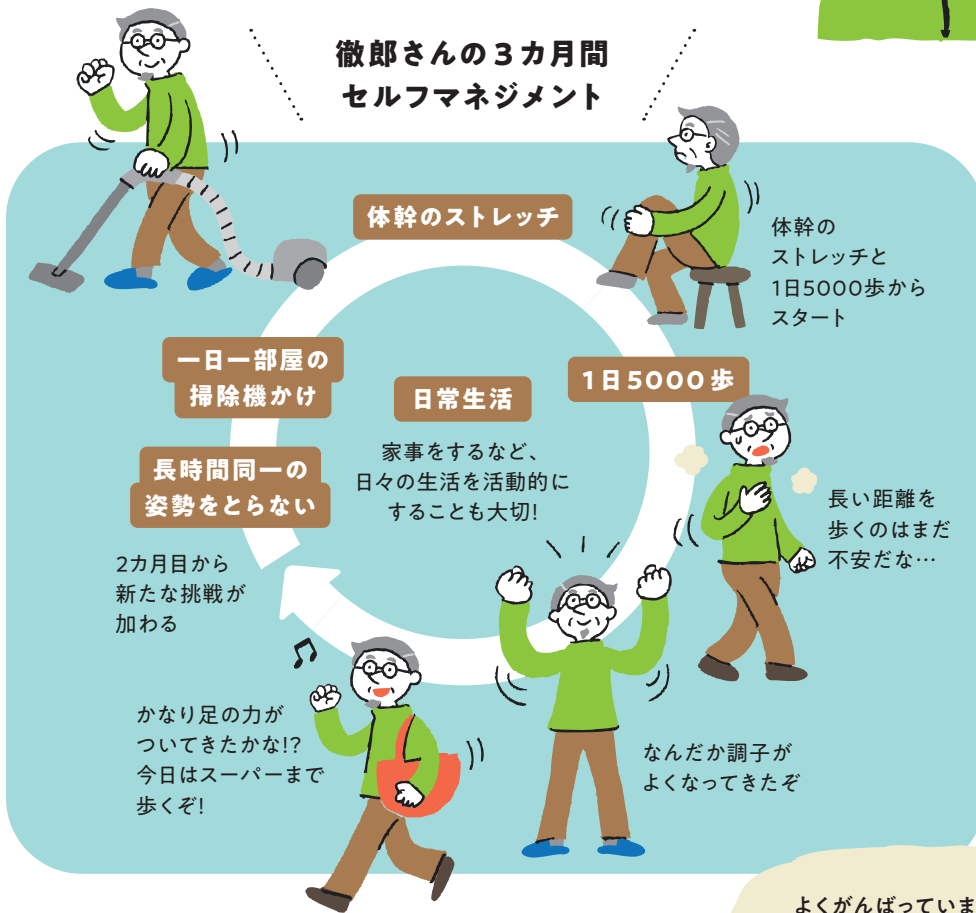 徹郎さんの3カ月間
セルフマネジメント
体幹のストレッチ
体幹の
ストレッチと
1日5000歩から
スタート
1日5000歩
長い距離を
歩くのはまだ
不安だな…
なんだか調子が
よくなってきたぞ
かなり足の力が
ついてきたかな!?
今日はスーパーまで
歩くぞ!
2カ月目から
新たな挑戦が
加わる
長時間同一の
姿勢をとらない
一日一部屋の
掃除機かけ
日常生活
家事をするなど、
日々の生活を活動的に
することも大切!
よくがんばっていま